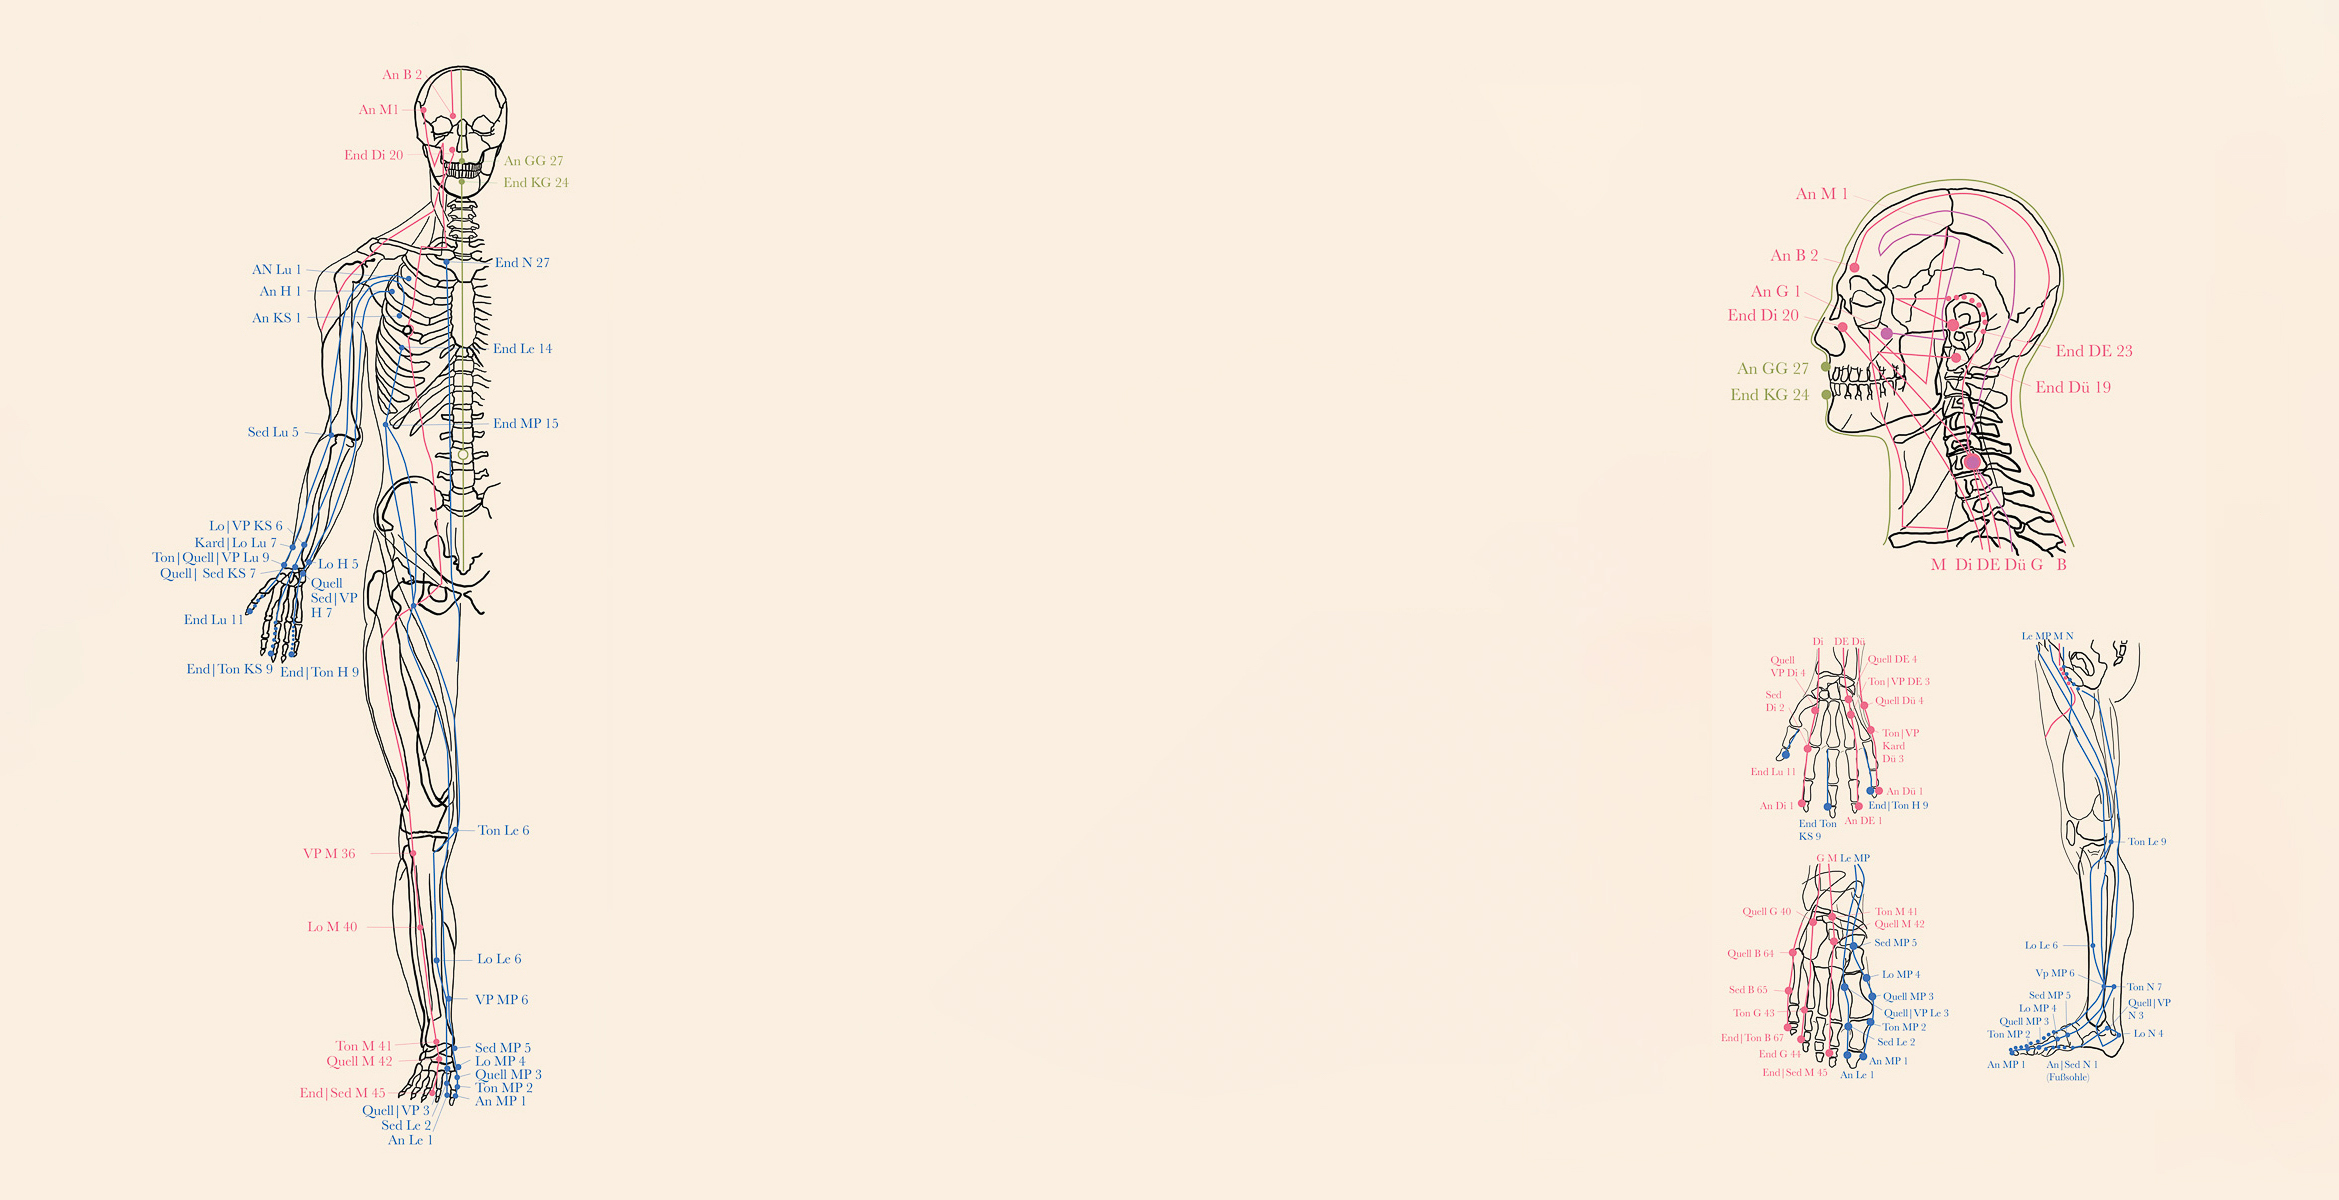 An B 2
An M1
End Di 20
An GG 27
End KG 24
AN Lu 1
An H 1
An KS 1
End N 27
End Le 14
End MP 15
Sed Lu 5
Lo|VP KS 6
Kard|Lo Lu 7
Ton|Quell|VP Lu 9
Quell| Sed KS 7
Lo H 5
Quell
Sed|VP
H 7
End Lu 11
End|Ton KS 9
End|Ton H 9
Ton Le 6
VP M 36
Lo M 40
Lo Le 6
VP MP 6
Ton M 41
Quell M 42
End|Sed M 45
Quell|VP 3
Sed Le 2
An Le 1
Sed MP 5
Lo MP 4
Quell MP 3
Ton MP 2
An MP 1
An M 1
An B 2
An G 1
End Di 20
An GG 27
End KG 24
End DE 23
End Dü 19
M Di DE Dü G B
Di DE Dü
Quell
VP Di 4
Sed
Di 2
Quell DE 4
Ton|VP DE 3
Quell Dü 4
Ton|VP
Kard
Dü 3
End Lu 11
An Di 1
End Ton
KS 9
An DE 1
An Dü 1
End|Ton H 9
G M Le MP
Quell G 40
Quell B 64
Sed B 65
Ton G 43
End|Ton B 67
End G 44
End|Sed M 45
Ton M 41
Quell M 42
Sed MP 5
Lo MP 4
Quell MP 3
Quell|VP Le 3
Ton MP 2
Sed Le 2
An MP 1
An Le 1
Le MP M N
Ton Le 9
Lo Le 6
Vp MP 6
Ton N 7
Sed MP 5
Lo MP 4
Quell MP 3
Ton MP 2
Quell|VP
N 3
Lo N 4
An MP 1
An|Sed N 1
(Fußsohle)